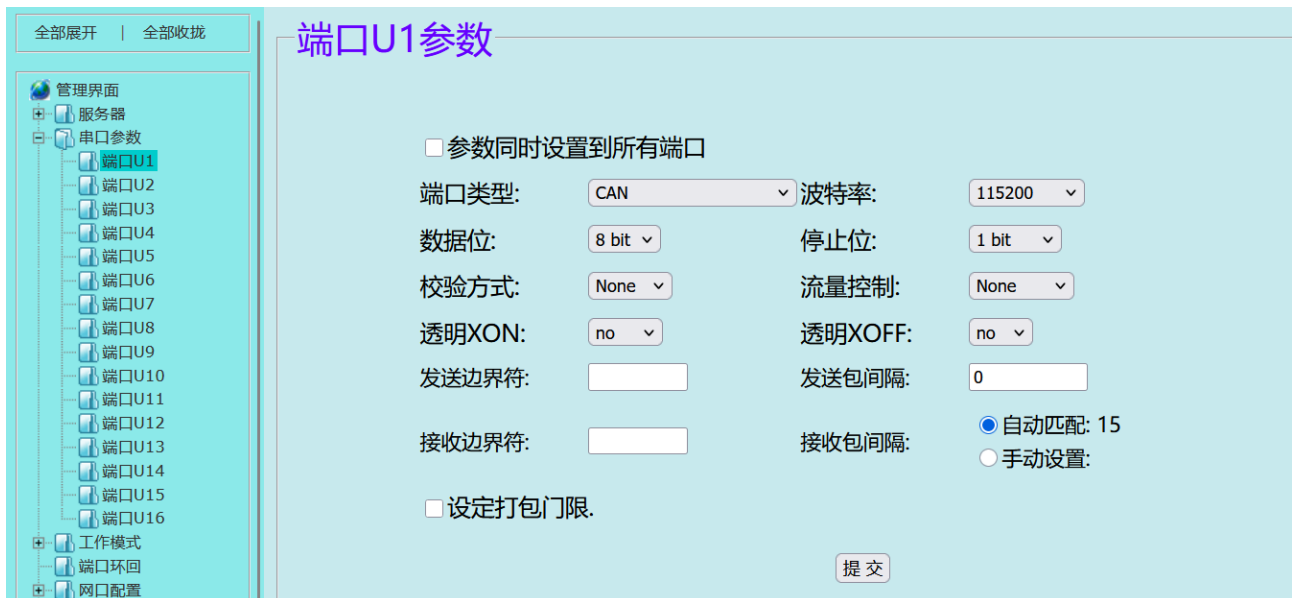 全部展开 | 全部收拢
管理界面
服务器
串口参数
端口U1
端口U2
端口U3
端口U4
端口U5
端口U6
端口U7
端口U8
端口U9
端口U10
端口U11
端口U12
端口U13
端口U14
端口U15
端口U16
工作模式
端口环回
网口配置
端口U1参数
参数同时设置到所有端口
端口类型: CAN 波特率: 115200
数据位: 8 bit 停止位: 1 bit
校验方式: None 流量控制: None
透明XON: no 透明XOFF: no
发送边界符: 发送包间隔: 0
接收边界符: 接收包间隔: 自动匹配: 15
手动设置:
设定打包门限.
提 交